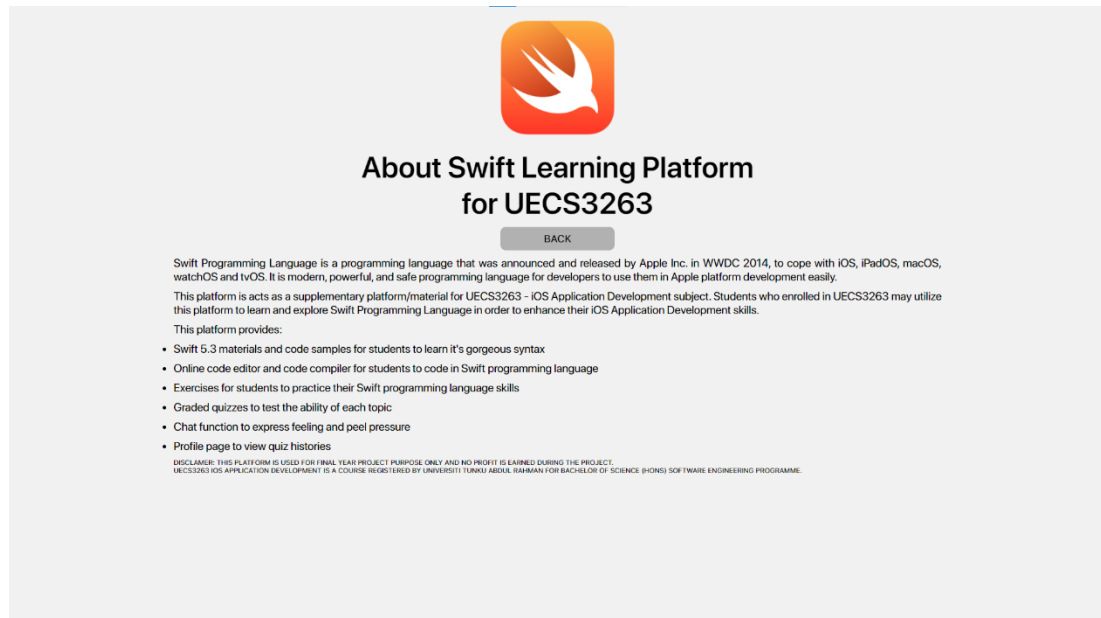 About Swift Learning Platform
for UECS3263
BACK
Swift Programming Language is a programming language that was announced and released by Apple Inc. in WWDC 2014, to cope with iOS, iPadOS, macOS,
watchOS and tvOS. It is modern, powerful, and safe programming language for developers to use them in Apple platform development easily.
This platform is acts as a supplementary platform/material for UECS3263 - iOS Application Development subject. Students who enrolled in UECS3263 may utilize
this platform to learn and explore Swift Programming Language in order to enhance their iOS Application Development skills.
This platform provides:
• Swift 5.3 materials and code samples for students to learn it's gorgeous syntax
• Online code editor and code compiler for students to code in Swift programming language
• Exercises for students to practice their Swift programming language skills
• Graded quizzes to test the ability of each topic
• Chat function to express feeling and peel pressure
• Profile page to view quiz histories
DISCLAMER: THIS PLATFORM IS USED FOR FINAL YEAR PROJECT PURPOSE ONLY AND NO PROFIT IS EARNED DURING THE PROJECT.
UECS3263 IOS APPLICATION DEVELOPMENT IS A COURSE REGISTERED BY UNIVERSITI TUNKU ABDUL RAHMAN FOR BACHELOR OF SCIENCE (HONS) SOFTWARE ENGINEERING PROGRAMME.